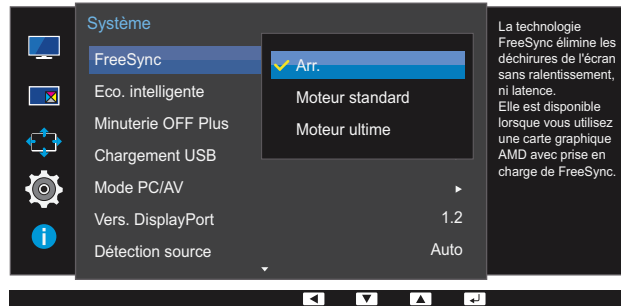 Système
FreeSync
Eco. intelligente
Minuterie OFF Plus
Chargement USB
Mode PC/AV
Vers. DisplayPort 1.2
Détection source Auto
Arr.
Moteur standard
Moteur ultime
La technologie
FreeSync élimine les
déchirures de l'écran
sans ralentissement,
ni latence.
Elle est disponible
lorsque vous utilisez
une carte graphique
AMD avec prise en
charge de FreeSync.